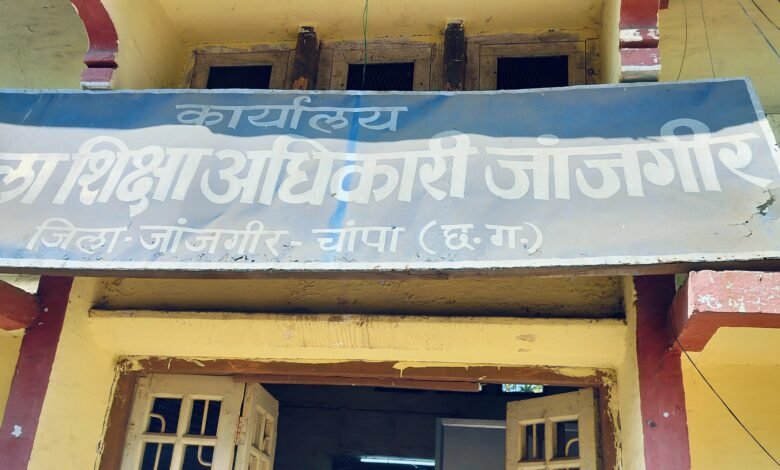 कार्यालय
ला शिक्षा अधिकारी जांजगीर
जिला-जांजगीर-चांपा (छ.ग.)